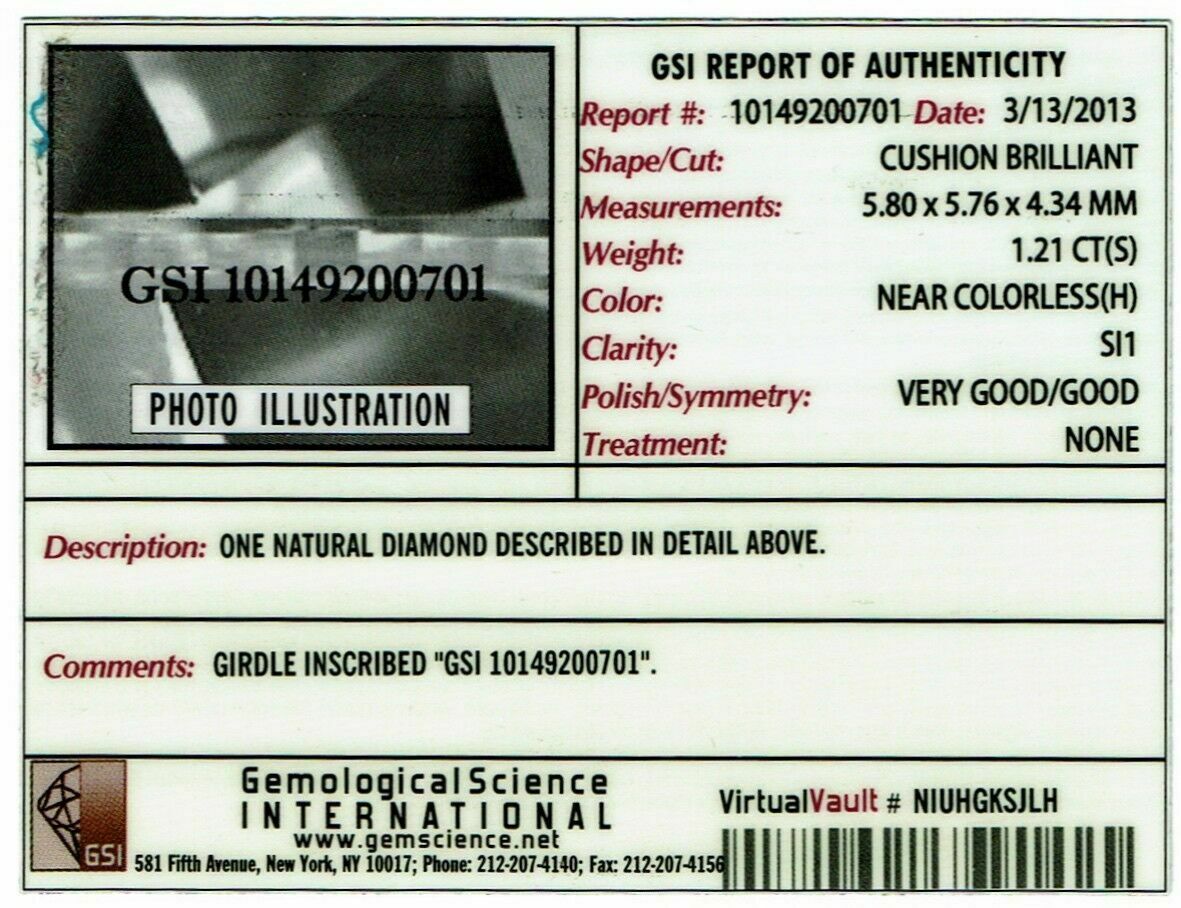 GSI 10149200701
PHOTO ILLUSTRATION
GSI REPORT OF AUTHENTICITY
Report #: 10149200701 Date: 3/13/2013
Shape/Cut: CUSHION BRILLIANT
Measurements: 5.80 x 5.76 x 4.34 MM
Weight: 1.21 CT(S)
Color: NEAR COLORLESS(H)
Clarity: SI1
Polish/Symmetry: VERY GOOD/GOOD
Treatment: NONE
Description: ONE NATURAL DIAMOND DESCRIBED IN DETAIL ABOVE.
Comments: GIRDLE INSCRIBED "GSI 10149200701".
GSI
GemologicalScience
INTERNATIONAL
www.gemscience.net
581 Fifth Avenue, New York, NY 10017; Phone: 212-207-4140; Fax: 212-207-4156
VirtualVault # NIUHGKSJLH